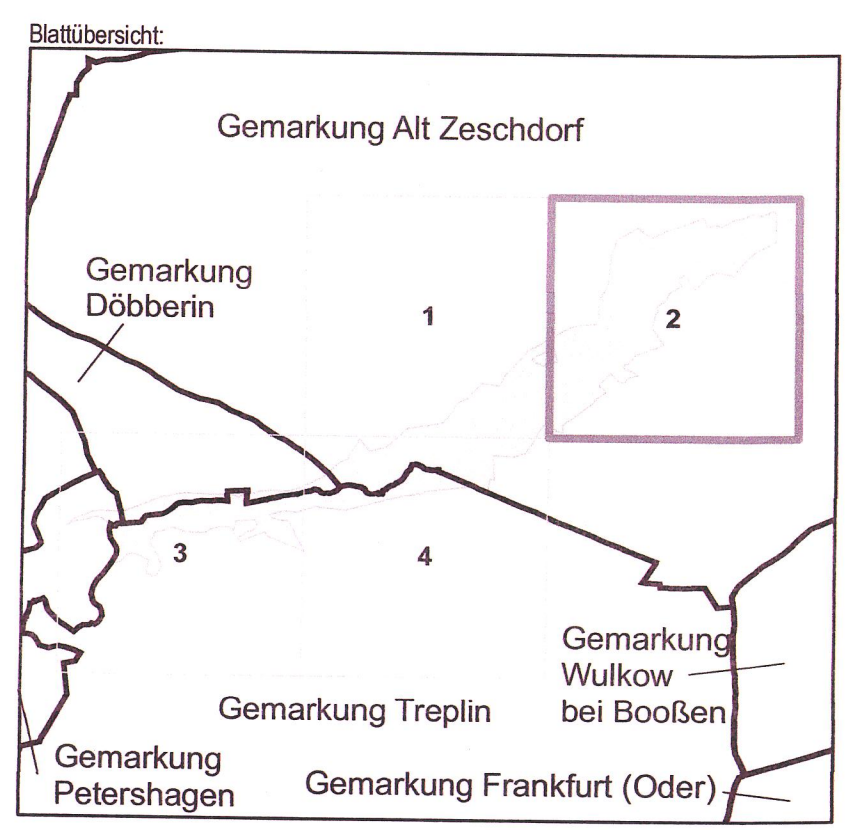 Blattübersicht:
Gemarkung Alt Zeschdorf
Gemarkung
Döbberin
1
2
3
4
Gemarkung
Wulkow
bei Booßen
Gemarkung Treplin
Gemarkung
Petershagen
Gemarkung Frankfurt (Oder)